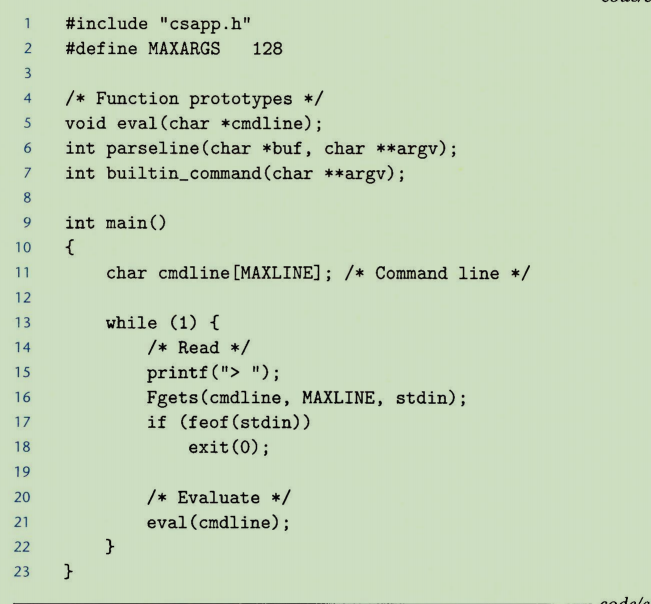 1 #include "csapp.h"
2 #define MAXARGS 128
3
4 /* Function prototypes */
5 void eval(char *cmdline);
6 int parseline(char *buf, char **argv);
7 int builtin_command(char **argv);
8
9 int main()
10 {
11 char cmdline[MAXLINE]; /* Command line */
12
13 while (1) {
14 /* Read */
15 printf("> ");
16 Fgets(cmdline, MAXLINE, stdin);
17 if (feof(stdin))
18 exit(0);
19
20 /* Evaluate */
21 eval(cmdline);
22 }
23 }